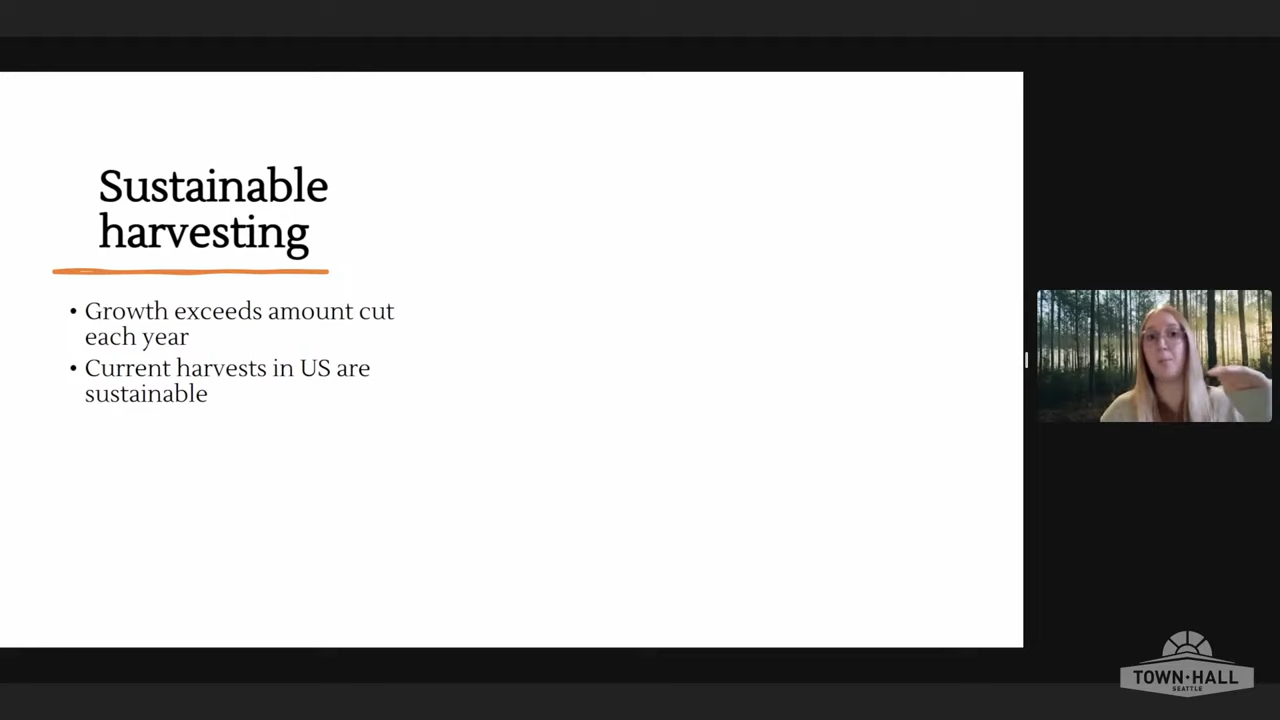 Sustainable
harvesting
• Growth exceeds amount cut
each year
• Current harvests in US are
sustainable
TOWN·HALL
SEATTLE